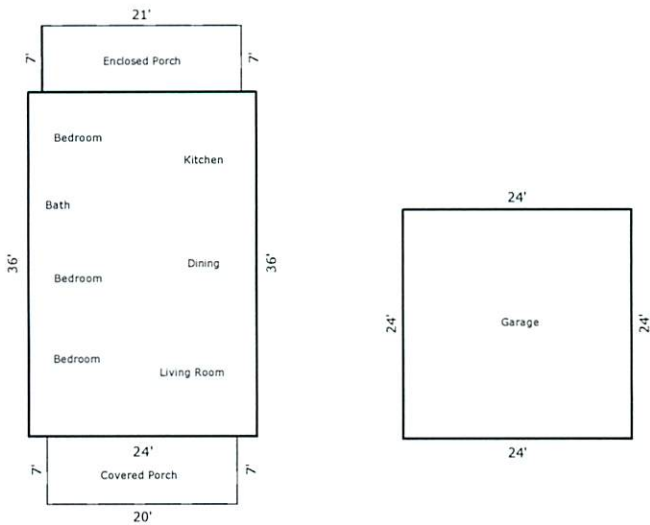 21'
7'
Enclosed Porch
7'
Bedroom
Kitchen
Bath
36'
Dining
36'
Bedroom
Bedroom
Living Room
24'
7'
Covered Porch
7'
20'
24'
24'
Garage
24'
24'